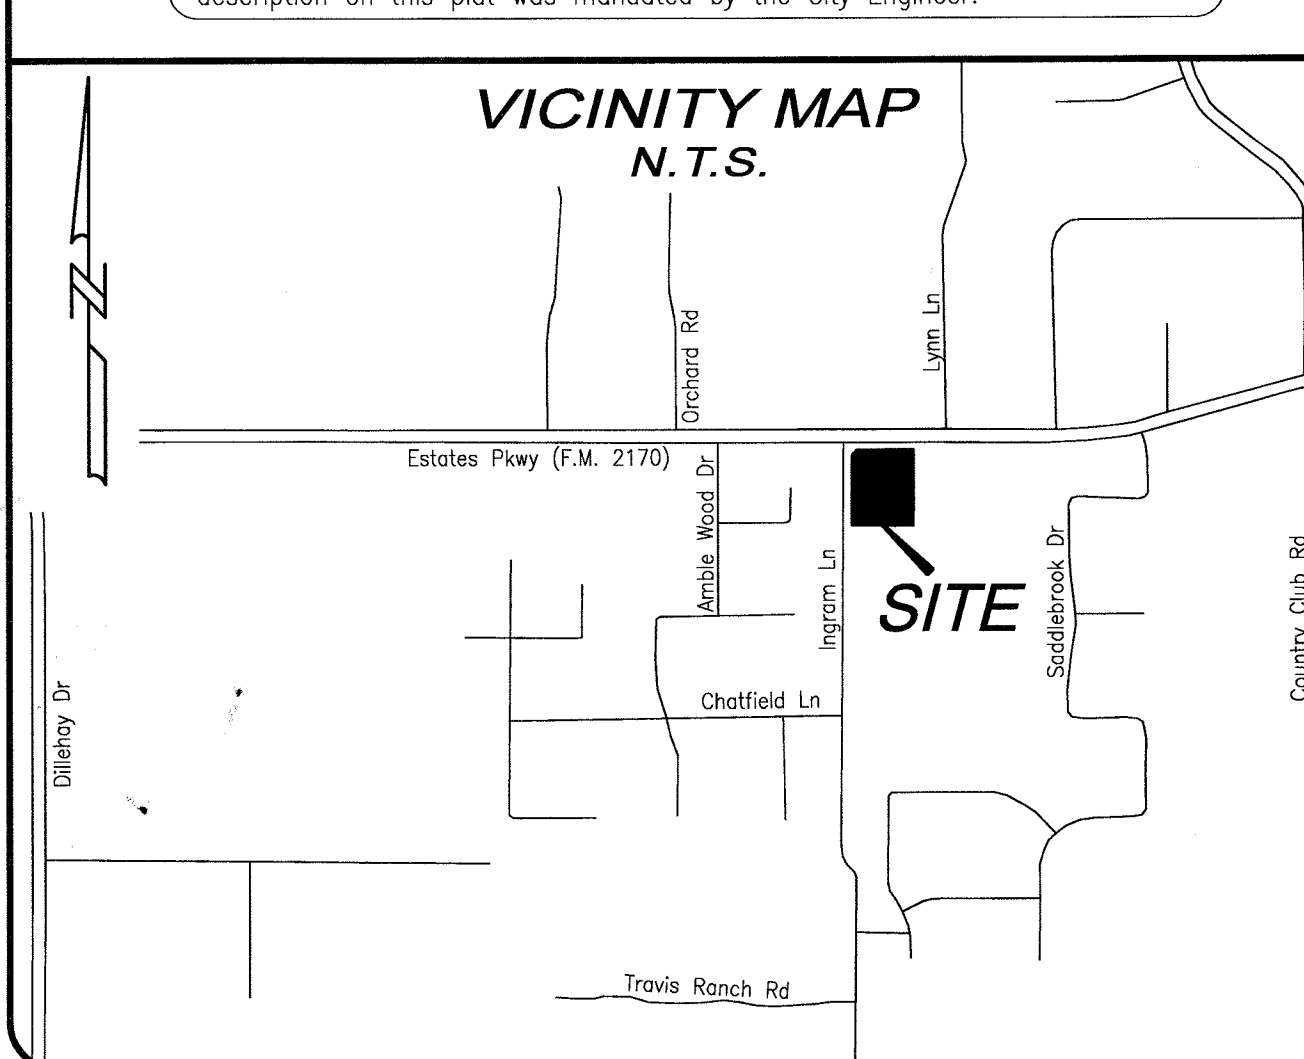 description on this plat was mandated by the City Engineer.
VICINITY MAP
N.T.S.
N
Orchard Rd
Lynn Ln
Estates Pkwy (F.M. 2170)
Amble Wood Dr
Ingram Ln
SITE
Saddlebrook Dr
Country Club Rd
Chatfield Ln
Dillehay Dr
Travis Ranch Rd